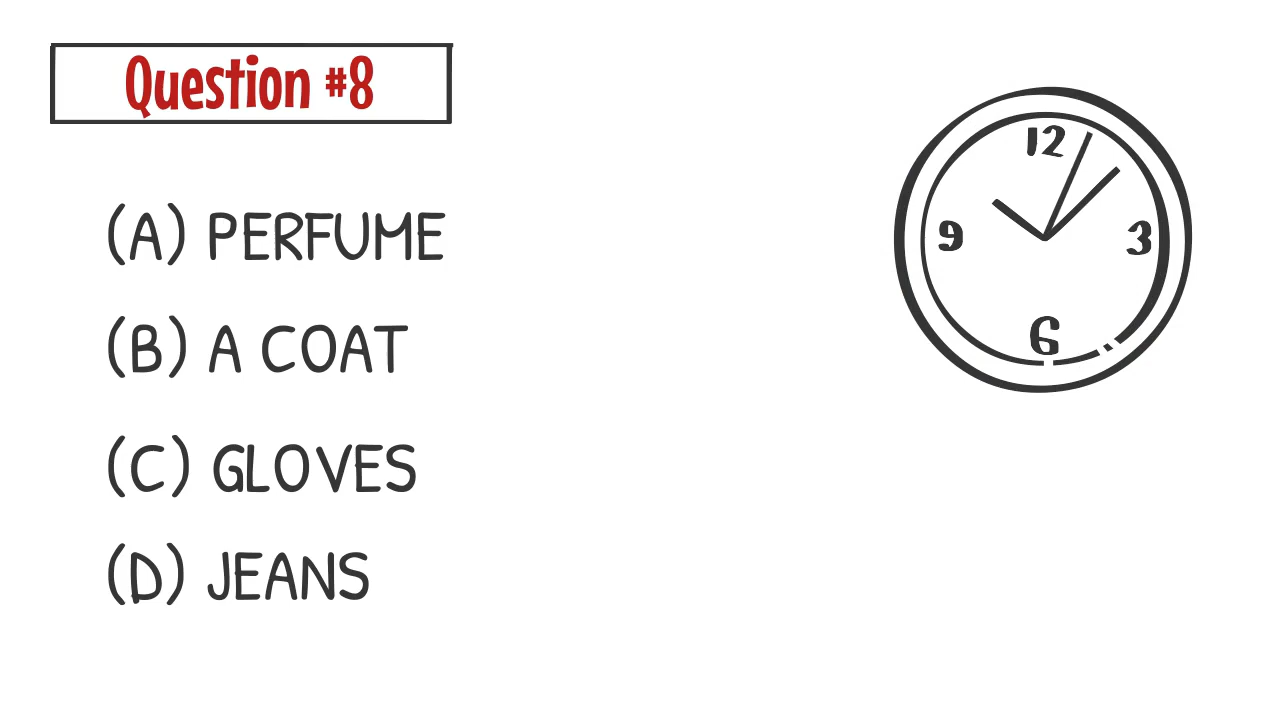 Question #8
(A) PERFUME
(B) A COAT
(C) GLOVES
(D) JEANS
12
9
3
6